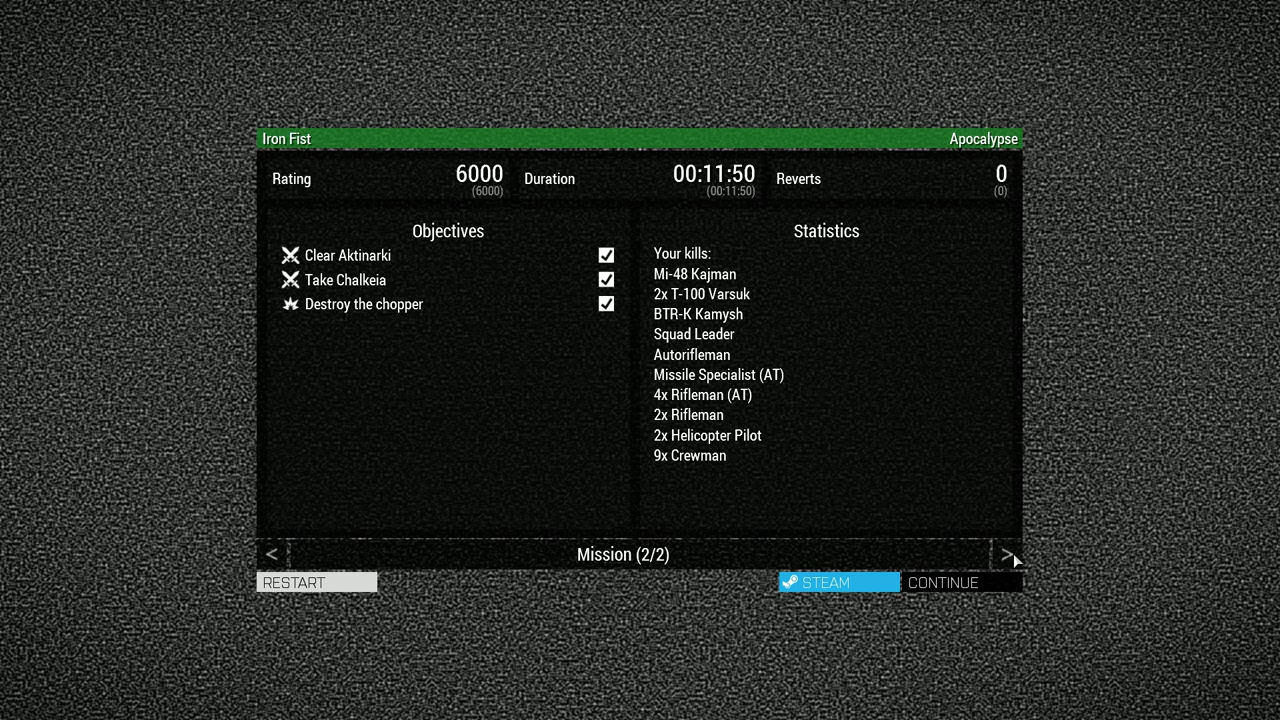 Iron Fist Apocalypse
Rating 6000 Duration 00:11:50 Reverts 0
(6000) (00:11:50) (0)
Objectives
Clear Aktinarki
Take Chalkeia
Destroy the chopper
Statistics
Your kills:
Mi-48 Kajman
2x T-100 Varsuk
BTR-K Kamysh
Squad Leader
Autorifleman
Missile Specialist (AT)
4x Rifleman (AT)
2x Rifleman
2x Helicopter Pilot
9x Crewman
< Mission (2/2) >
RESTART STEAM CONTINUE